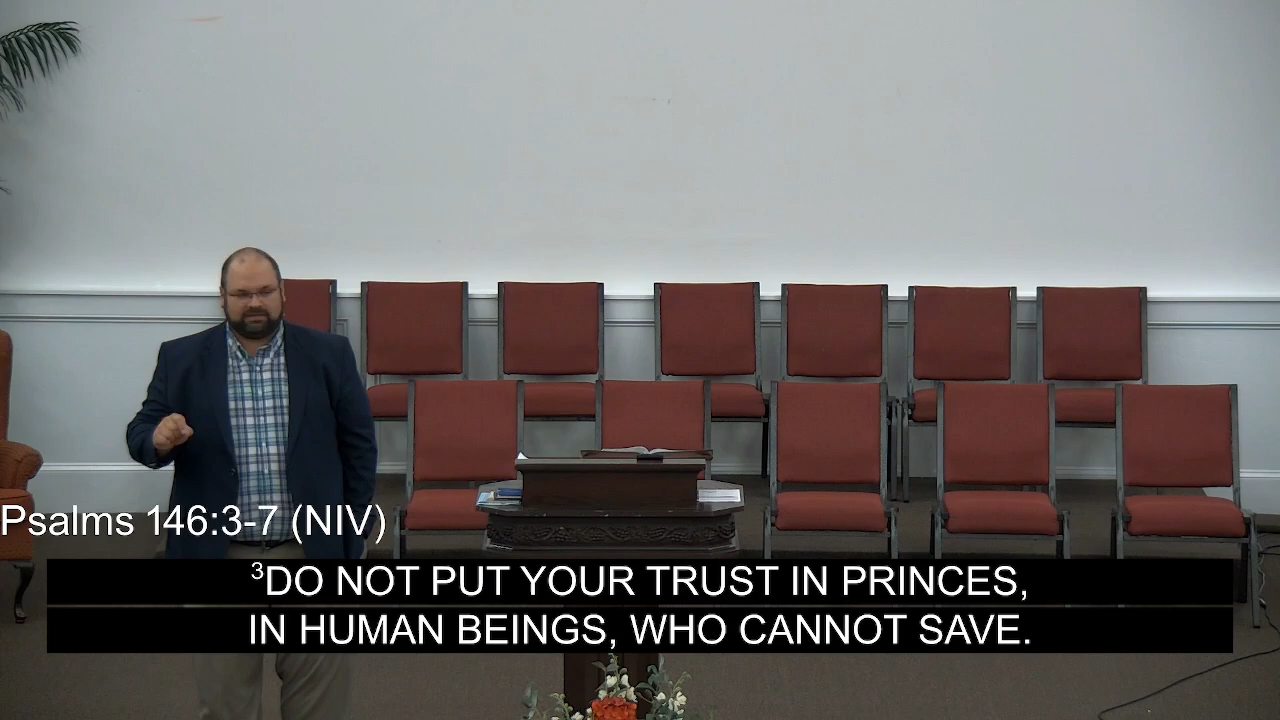 Psalms 146:3-7 (NIV)
³DO NOT PUT YOUR TRUST IN PRINCES,
IN HUMAN BEINGS, WHO CANNOT SAVE.